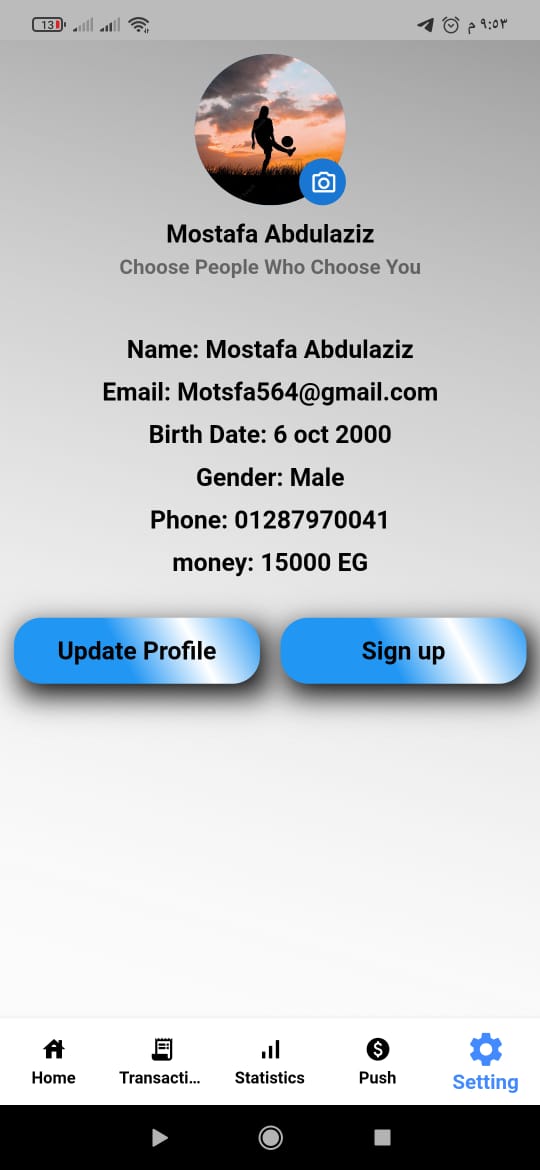 13
م ٩:٥٣
Mostafa Abdulaziz
Choose People Who Choose You
Name: Mostafa Abdulaziz
Email: Motsfa564@gmail.com
Birth Date: 6 oct 2000
Gender: Male
Phone: 01287970041
money: 15000 EG
Update Profile
Sign up
Home
Transacti...
Statistics
Push
Setting